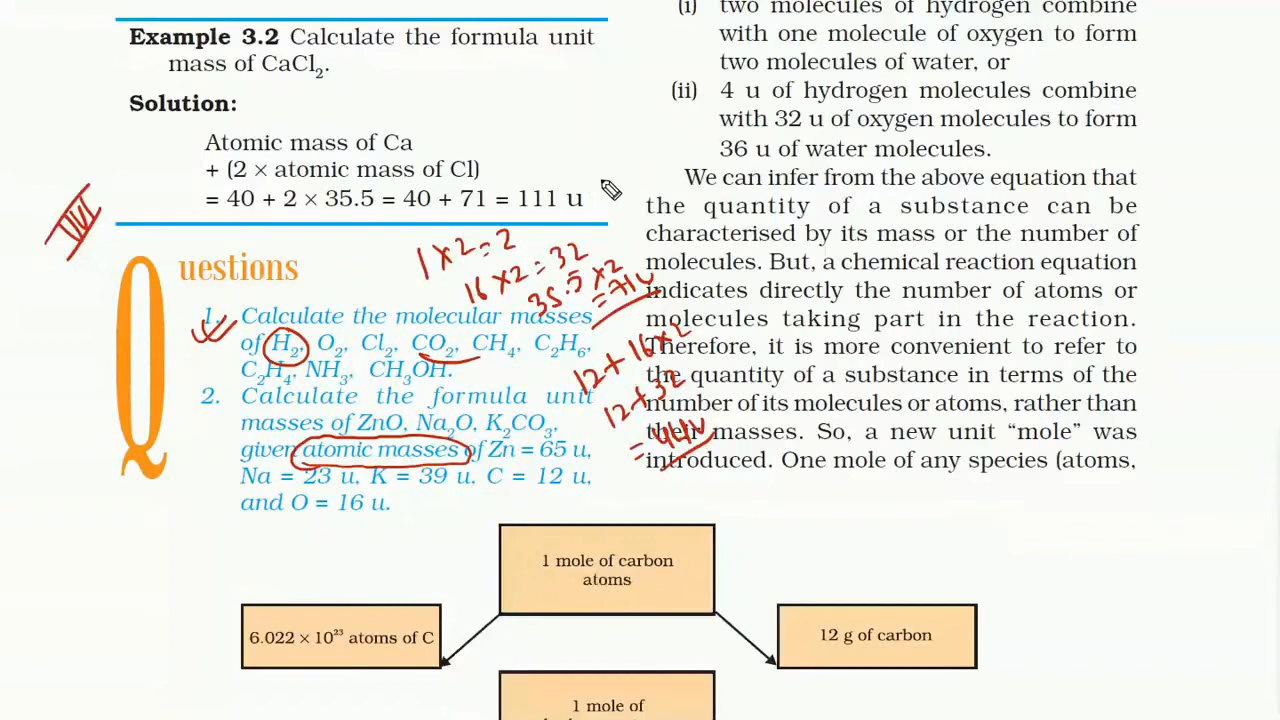 Example 3.2 Calculate the formula unit
mass of CaCl₂.
Solution:
Atomic mass of Ca
+ (2 × atomic mass of Cl)
= 40 + 2 × 35.5 = 40 + 71 = 111 u
Questions
1. Calculate the molecular masses
of H₂, O₂, Cl₂, CO₂, CH₄, C₂H₆,
C₂H₄, NH₃, CH₃OH.
2. Calculate the formula unit
masses of ZnO, Na₂O, K₂CO₃,
given atomic masses of Zn = 65 u,
Na = 23 u, K = 39 u, C = 12 u,
and O = 16 u.
1×2=2
16×2=32
35.5×2
=71u
12+16×2
12+32
=44u
(i) two molecules of hydrogen combine
with one molecule of oxygen to form
two molecules of water, or
(ii) 4 u of hydrogen molecules combine
with 32 u of oxygen molecules to form
36 u of water molecules.
We can infer from the above equation that
the quantity of a substance can be
characterised by its mass or the number of
molecules. But, a chemical reaction equation
indicates directly the number of atoms or
molecules taking part in the reaction.
Therefore, it is more convenient to refer to
the quantity of a substance in terms of the
number of its molecules or atoms, rather than
their masses. So, a new unit “mole” was
introduced. One mole of any species (atoms,
1 mole of carbon
atoms
6.022 × 10²³ atoms of C
12 g of carbon
1 mole of